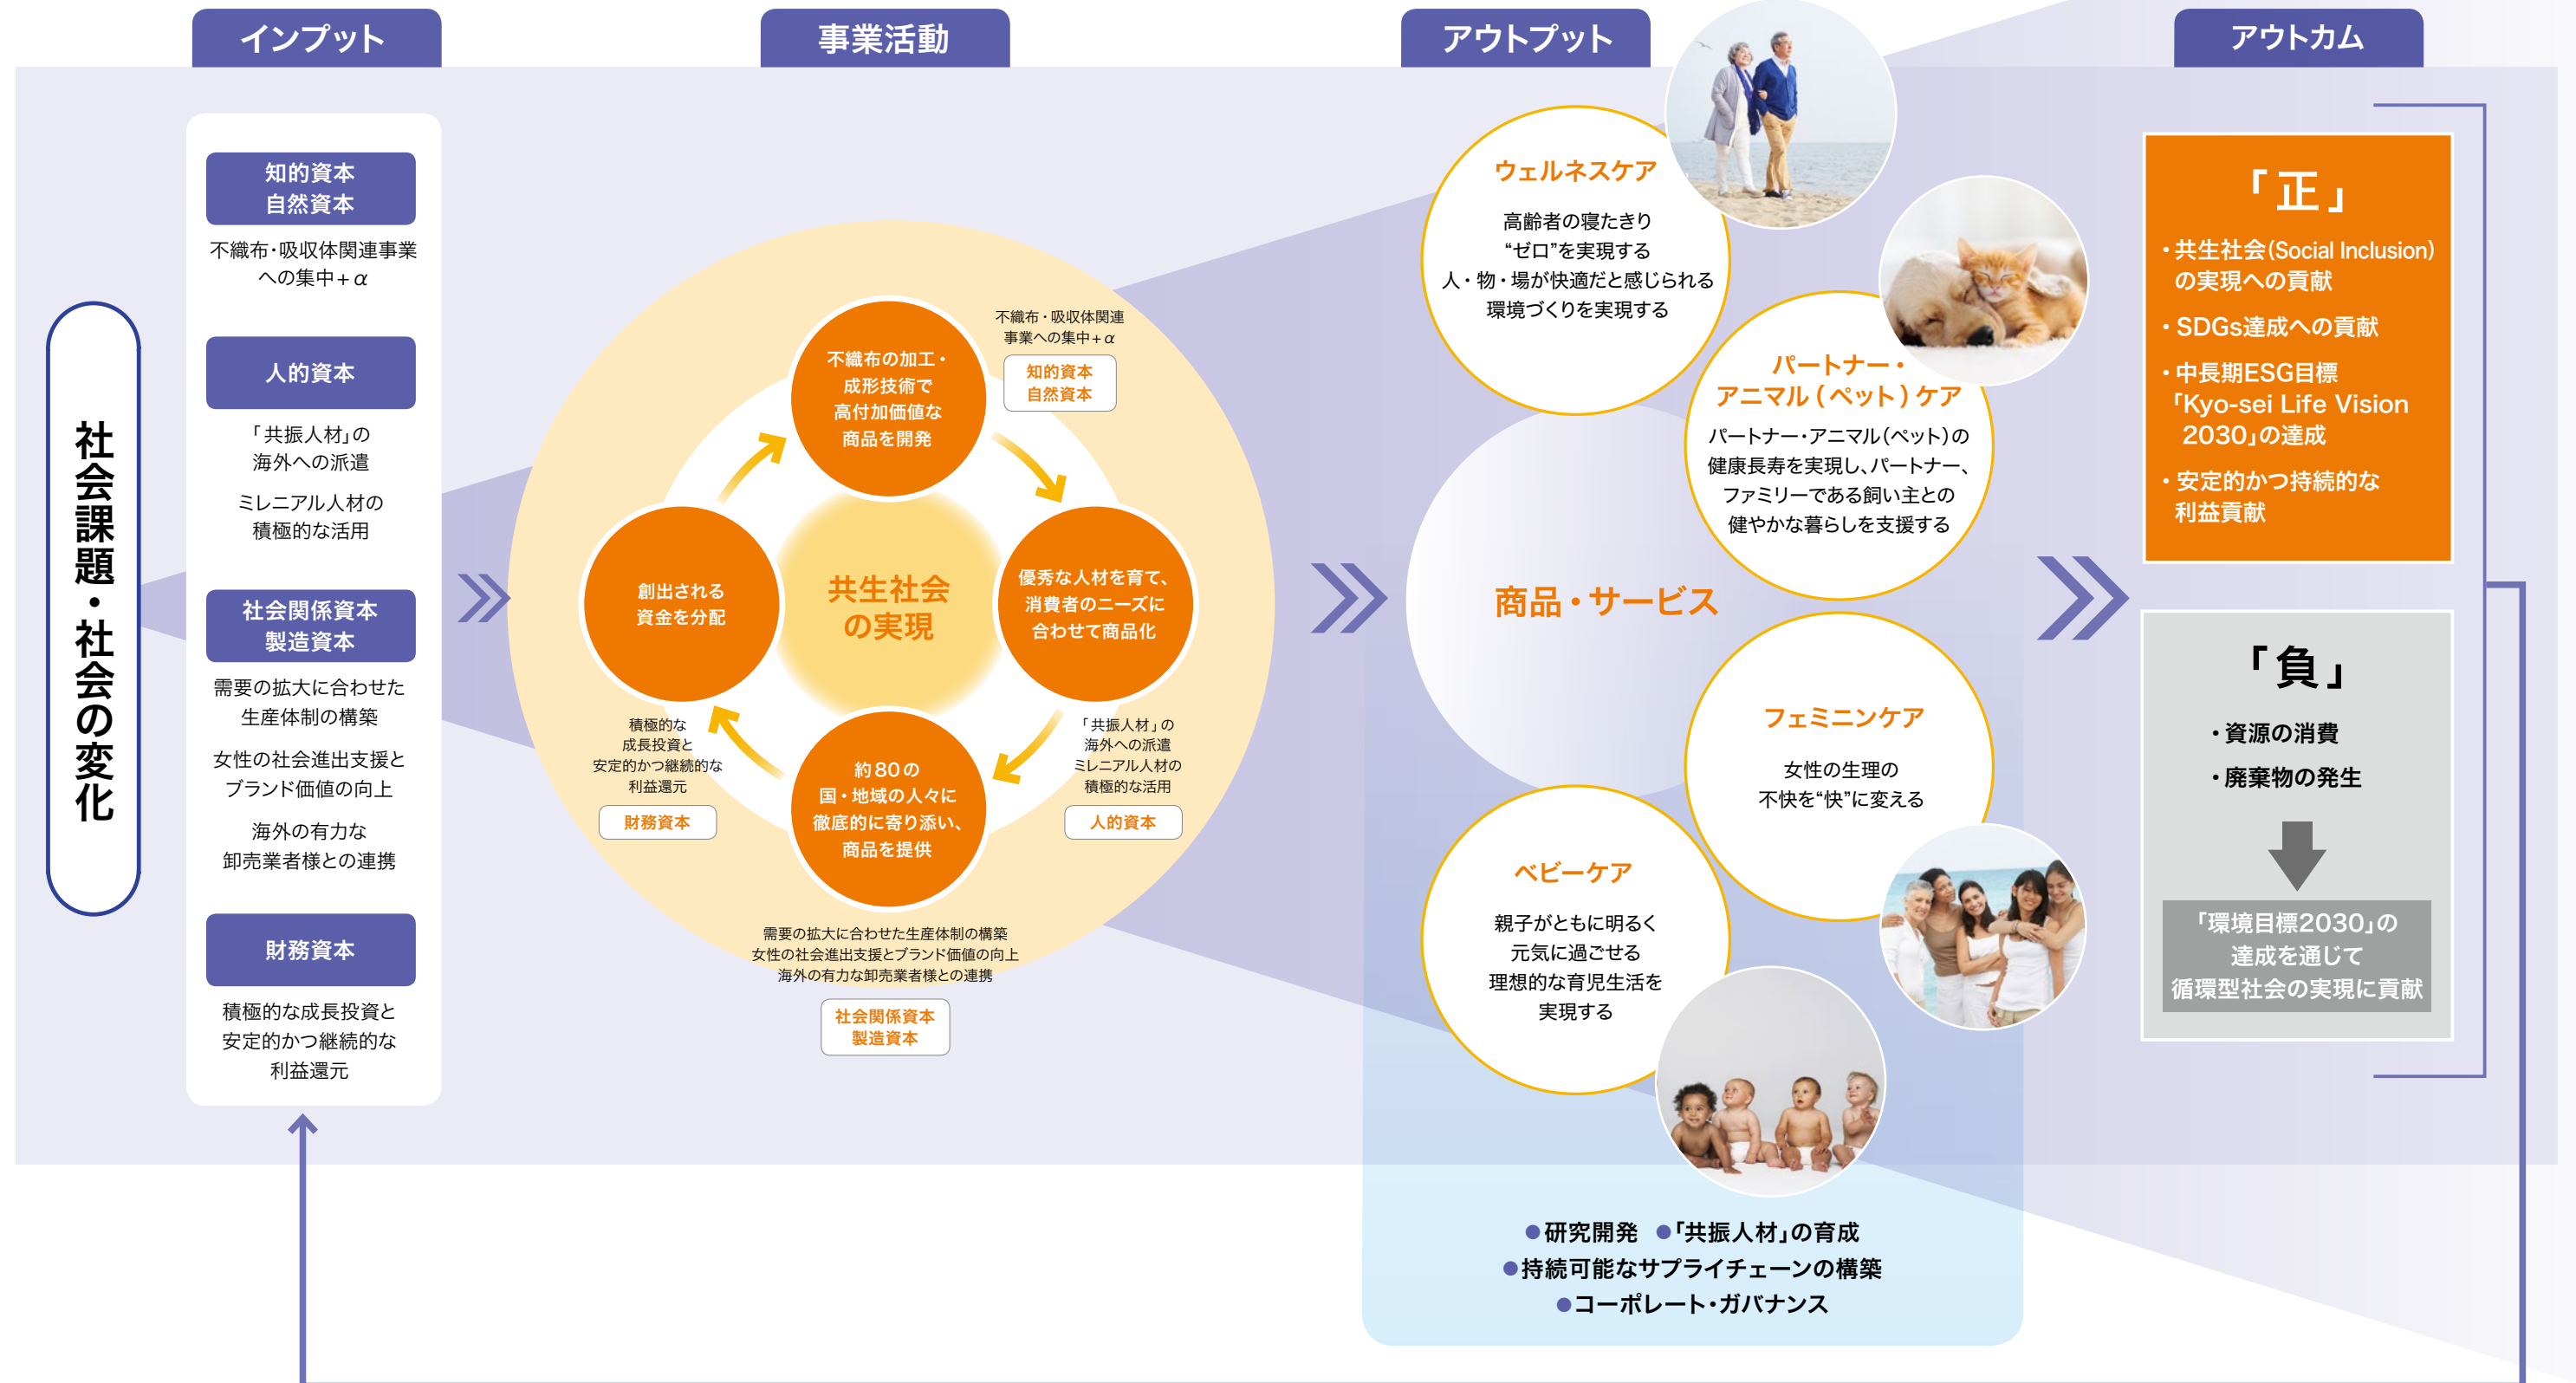 インプット
事業活動
アウトプット
アウトカム
社会課題・社会の変化
知的資本
自然資本
不織布・吸収体関連事業
への集中+α
人的資本
「共振人材」の
海外への派遣
ミレニアル人材の
積極的な活用
社会関係資本
製造資本
需要の拡大に合わせた
生産体制の構築
女性の社会進出支援と
ブランド価値の向上
海外の有力な
卸売業者様との連携
財務資本
積極的な成長投資と
安定的かつ継続的な
利益還元
不織布の加工・
成形技術で
高付加価値な
商品を開発
不織布・吸収体関連
事業への集中+α
知的資本
自然資本
優秀な人材を育て、
消費者のニーズに
合わせて商品化
「共振人材」の
海外への派遣
ミレニアル人材の
積極的な活用
人的資本
約80の
国・地域の人々に
徹底的に寄り添い、
商品を提供
需要の拡大に合わせた生産体制の構築
女性の社会進出支援とブランド価値の向上
海外の有力な卸売業者様との連携
社会関係資本
製造資本
創出される
資金を分配
積極的な
成長投資と
安定的かつ継続的な
利益還元
財務資本
共生社会
の実現
ウェルネスケア
高齢者の寝たきり
“ゼロ”を実現する
人・物・場が快適だと感じられる
環境づくりを実現する
パートナー・
アニマル(ペット)ケア
パートナー・アニマル(ペット)の
健康長寿を実現し、パートナー、
ファミリーである飼い主との
健やかな暮らしを支援する
商品・サービス
フェミニンケア
女性の生理の
不快を“快”に変える
ベビーケア
親子がともに明るく
元気に過ごせる
理想的な育児生活を
実現する
●研究開発 ●「共振人材」の育成
●持続可能なサプライチェーンの構築
●コーポレート・ガバナンス
「正」
・共生社会(Social Inclusion)
の実現への貢献
・SDGs達成への貢献
・中長期ESG目標
「Kyo-sei Life Vision
2030」の達成
・安定的かつ持続的な
利益貢献
「負」
・資源の消費
・廃棄物の発生
「環境目標2030」の
達成を通じて
循環型社会の実現に貢献